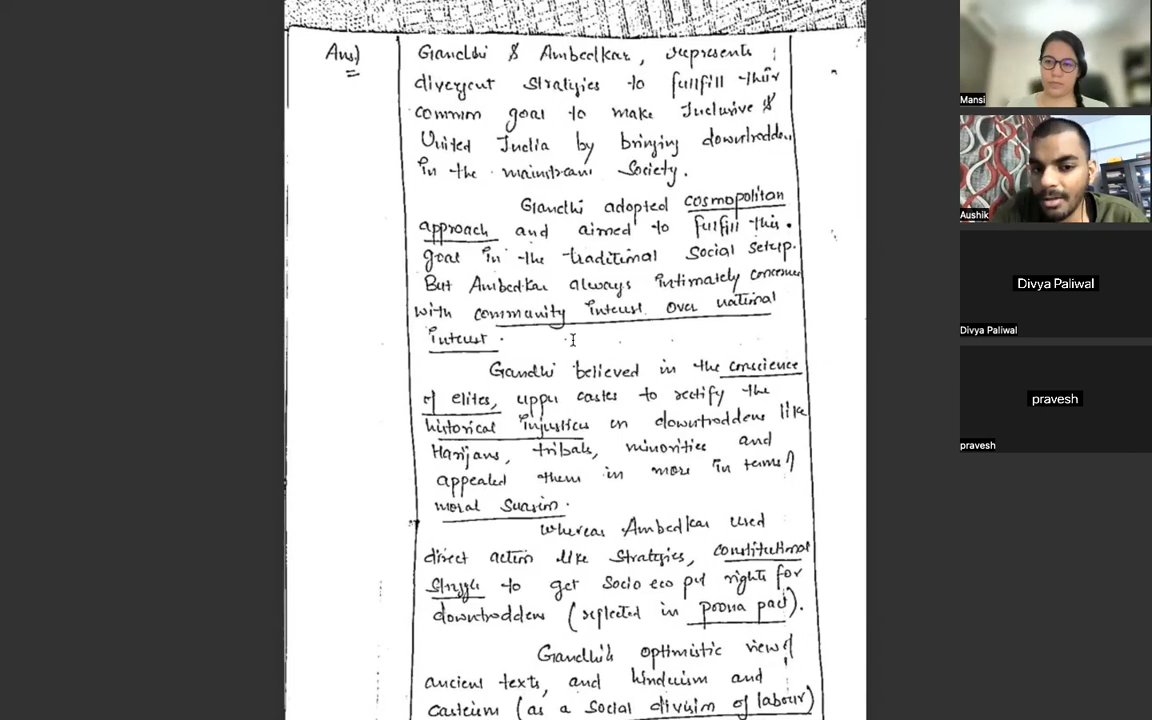 Ans)
Gandhi & Ambedkar, represents
divergent strategies to fullfill their
common goal to make Inclusive &
United India by bringing downtrodden
in the mainstream Society.
Gandhi adopted cosmopolitan
approach and aimed to fulfill this
goal in the traditional Social Setup.
But Ambedkar always intimately concerned
with community interest over national
interest.
Gandhi believed in the conscience
of elites, upper castes to rectify the
historical injustices on downtroddens like
Harijans, tribals, minorities and
appealed them in more in terms of
moral Suasion.
Whereas Ambedkar used
direct action like Strategies, constitutional
Struggle to get Socio eco pol rights for
downtroddens (reflected in poona pact).
Gandhi's optimistic view of
ancient texts, and hinduism and
casteism (as a Social division of labour)
Mansi
Aushik
Divya Paliwal
Divya Paliwal
pravesh
pravesh